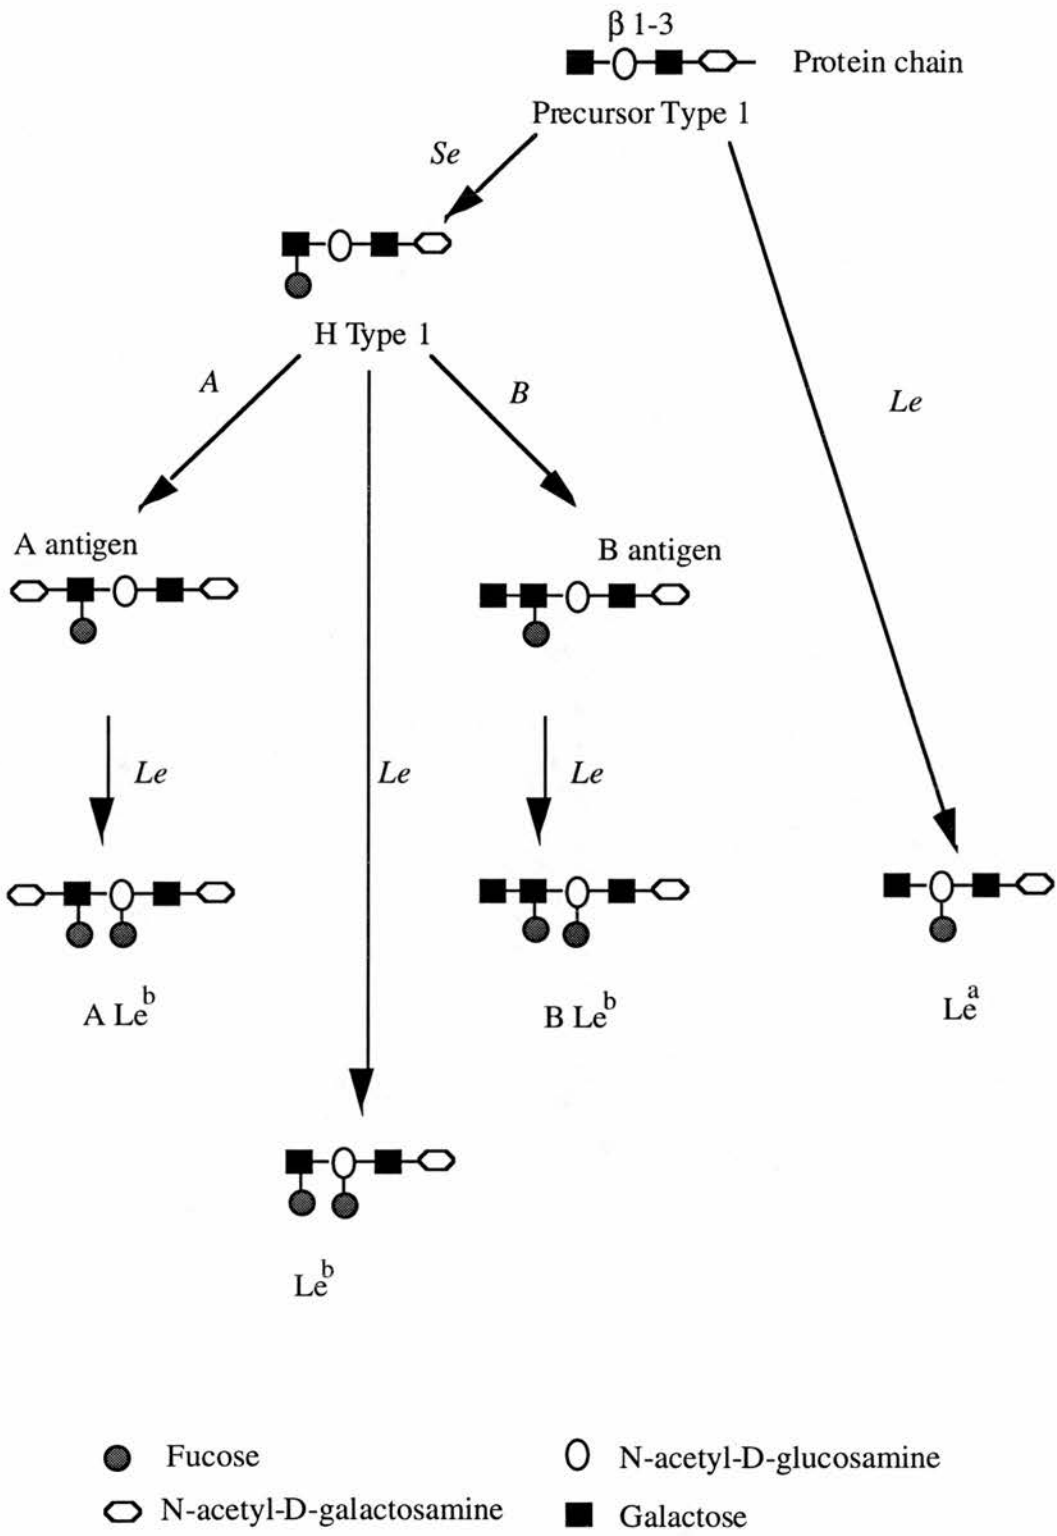 β 1-3
Protein chain
Precursor Type 1
Se
H Type 1
A
B
Le
A antigen
B antigen
Le
Le
Le
A Le^b
B Le^b
Le^a
Le^b
Fucose
N-acetyl-D-glucosamine
N-acetyl-D-galactosamine
Galactose